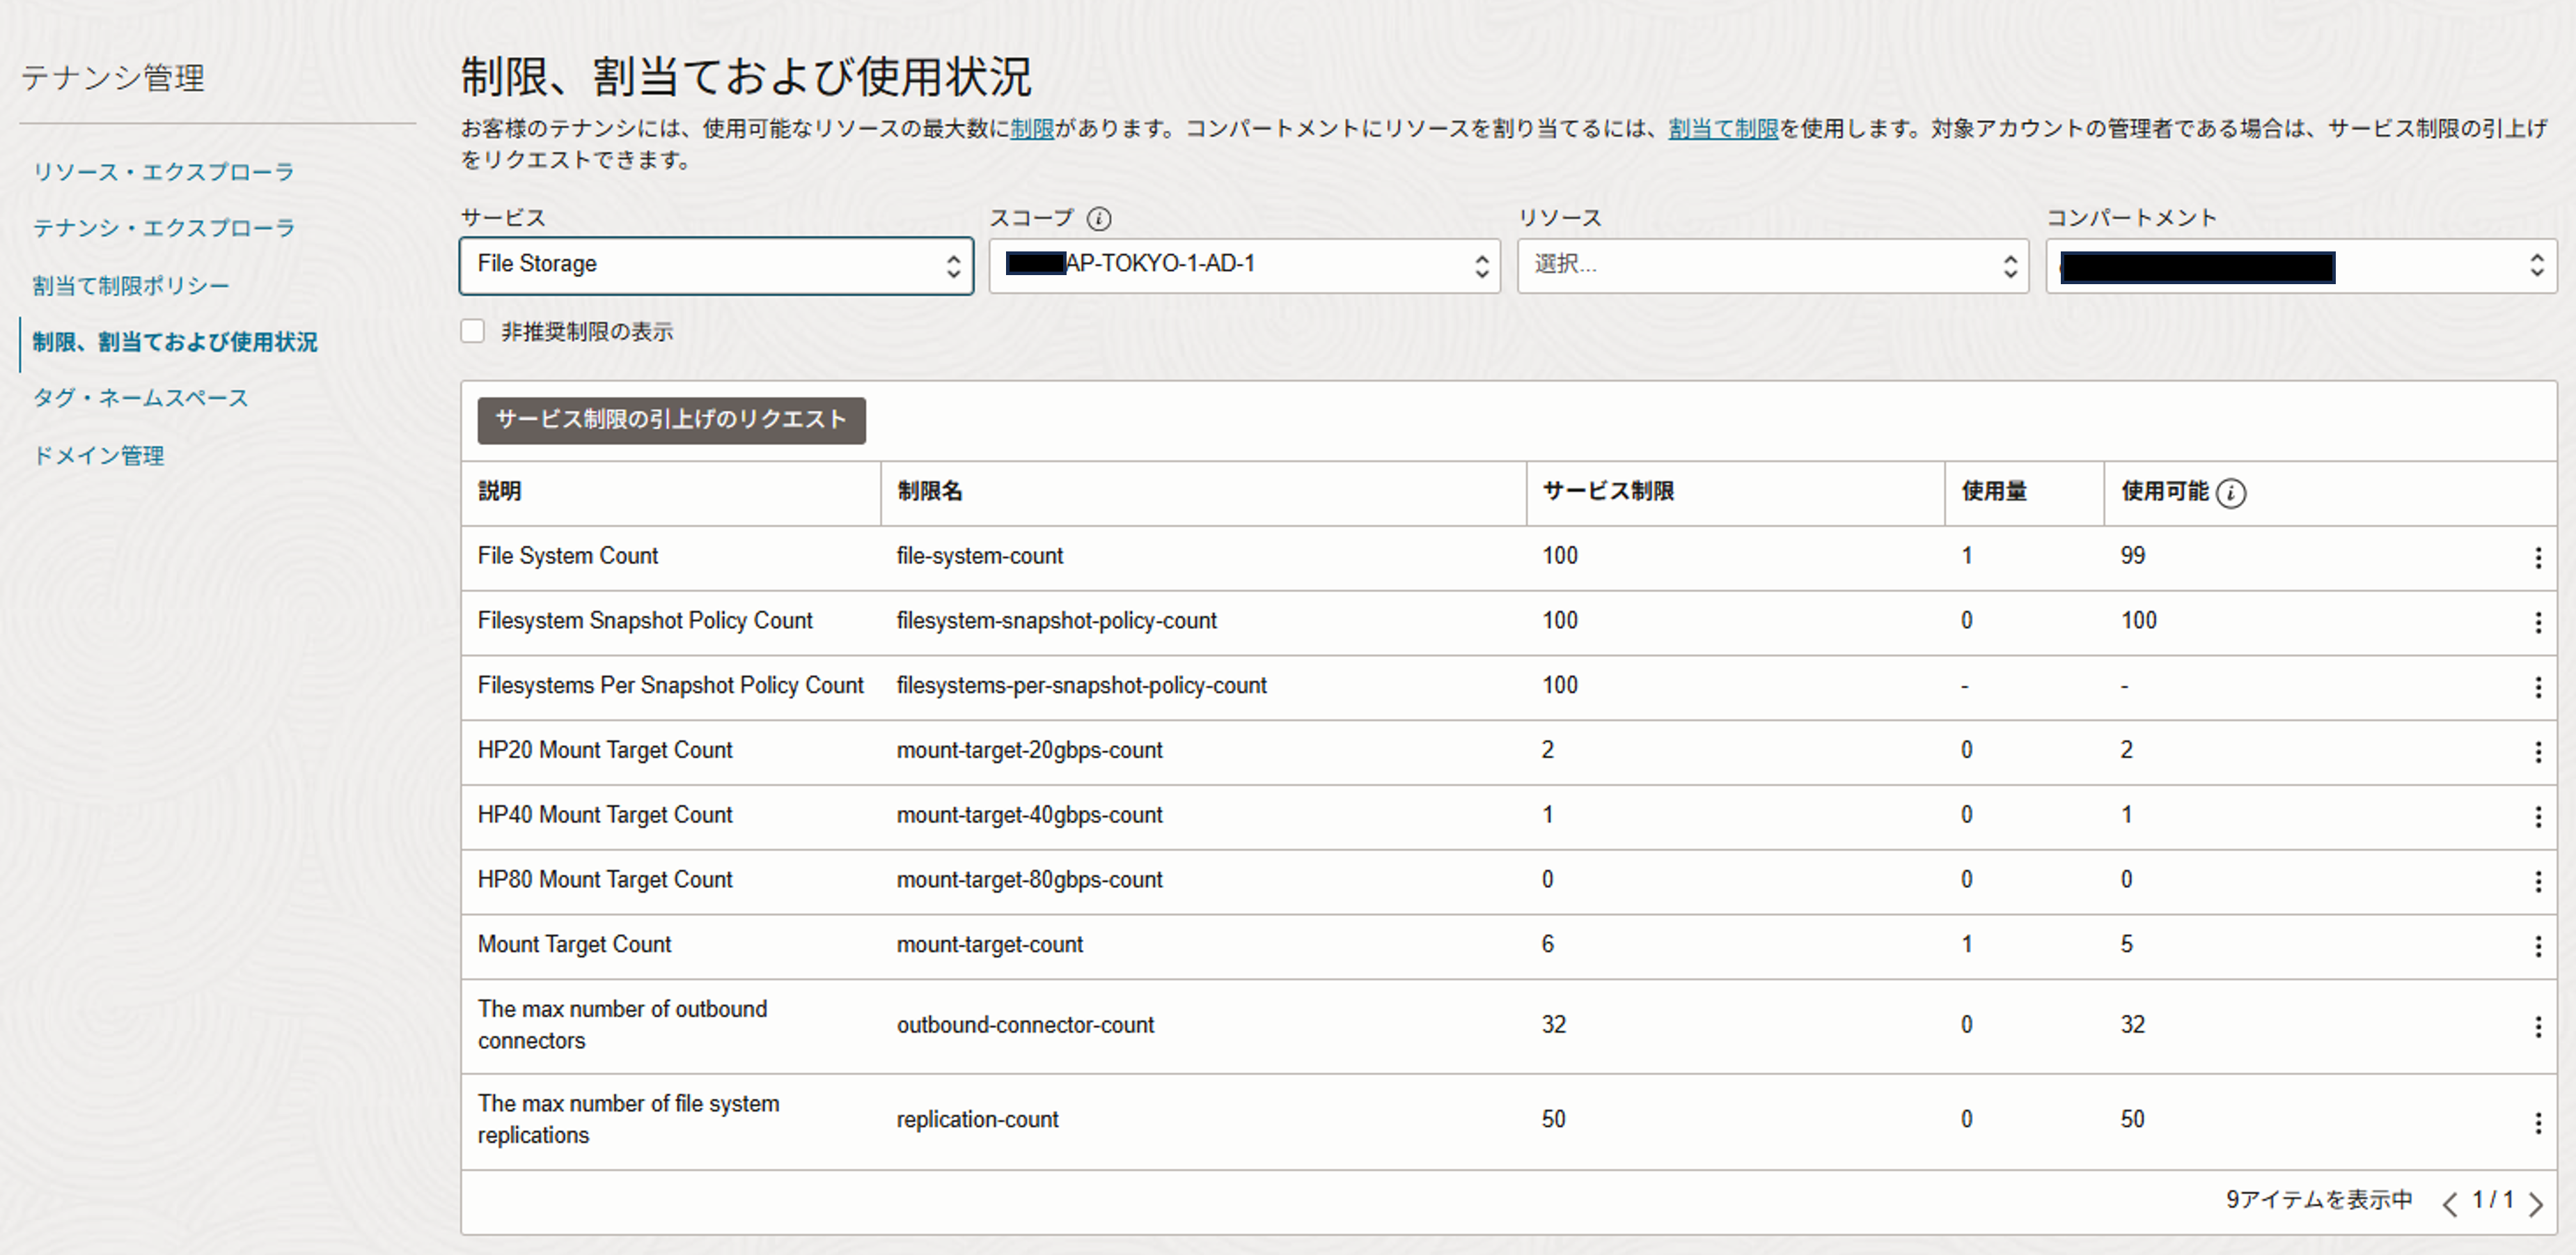 テナンシ管理
リソース・エクスプローラ
テナンシ・エクスプローラ
割当て制限ポリシー
制限、割当ておよび使用状況
タグ・ネームスペース
ドメイン管理
制限、割当ておよび使用状況
お客様のテナンシには、使用可能なリソースの最大数に制限があります。コンパートメントにリソースを割り当てるには、割当て制限を使用します。対象アカウントの管理者である場合は、サービス制限の引上げ
をリクエストできます。
サービス スコープ i リソース コンパートメント
File Storage AP-TOKYO-1-AD-1 選択...
非推奨制限の表示
サービス制限の引上げのリクエスト
説明 制限名 サービス制限 使用量 使用可能 i
File System Count file-system-count 100 1 99
Filesystem Snapshot Policy Count filesystem-snapshot-policy-count 100 0 100
Filesystems Per Snapshot Policy Count filesystems-per-snapshot-policy-count 100 - -
HP20 Mount Target Count mount-target-20gbps-count 2 0 2
HP40 Mount Target Count mount-target-40gbps-count 1 0 1
HP80 Mount Target Count mount-target-80gbps-count 0 0 0
Mount Target Count mount-target-count 6 1 5
The max number of outbound
connectors outbound-connector-count 32 0 32
The max number of file system
replications replication-count 50 0 50
9アイテムを表示中 < 1 / 1 >